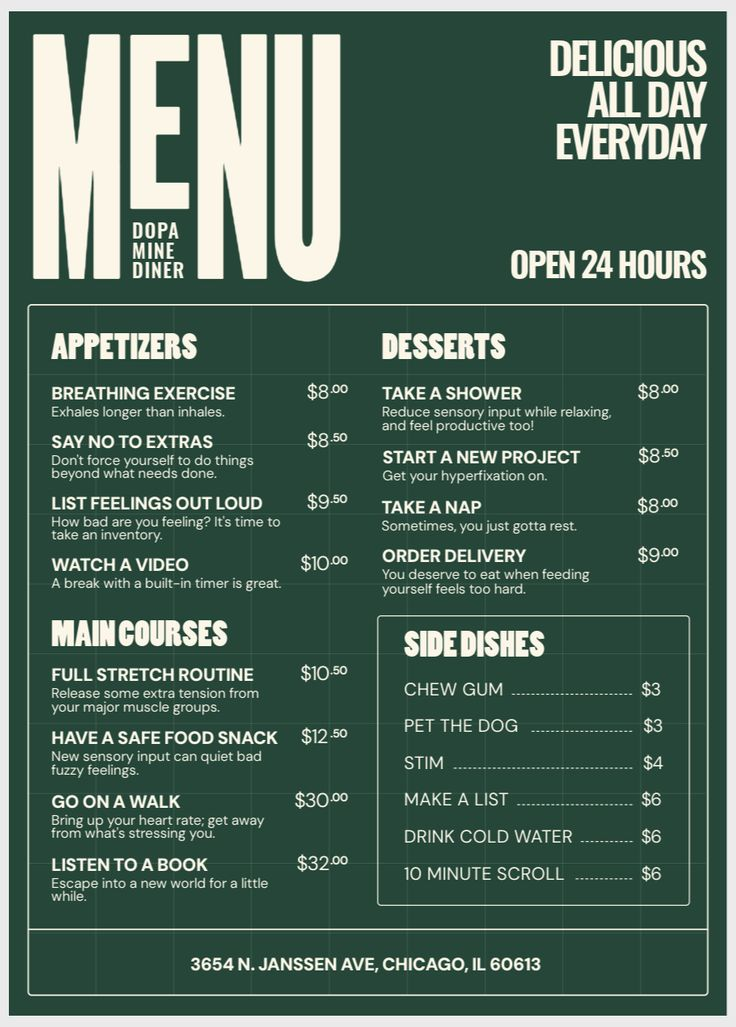 MENU
DOPA
MINE
DINER
DELICIOUS
ALL DAY
EVERYDAY
OPEN 24 HOURS
APPETIZERS
BREATHING EXERCISE $8.00
Exhales longer than inhales.
SAY NO TO EXTRAS $8.50
Don't force yourself to do things
beyond what needs done.
LIST FEELINGS OUT LOUD $9.50
How bad are you feeling? It's time to
take an inventory.
WATCH A VIDEO $10.00
A break with a built-in timer is great.
MAIN COURSES
FULL STRETCH ROUTINE $10.50
Release some extra tension from
your major muscle groups.
HAVE A SAFE FOOD SNACK $12.50
New sensory input can quiet bad
fuzzy feelings.
GO ON A WALK $30.00
Bring up your heart rate; get away
from what's stressing you.
LISTEN TO A BOOK $32.00
Escape into a new world for a little
while.
DESSERTS
TAKE A SHOWER $8.00
Reduce sensory input while relaxing,
and feel productive too!
START A NEW PROJECT $8.50
Get your hyperfixation on.
TAKE A NAP $8.00
Sometimes, you just gotta rest.
ORDER DELIVERY $9.00
You deserve to eat when feeding
yourself feels too hard.
SIDE DISHES
CHEW GUM $3
PET THE DOG $3
STIM $4
MAKE A LIST $6
DRINK COLD WATER $6
10 MINUTE SCROLL $6
3654 N. JANSSEN AVE, CHICAGO, IL 60613